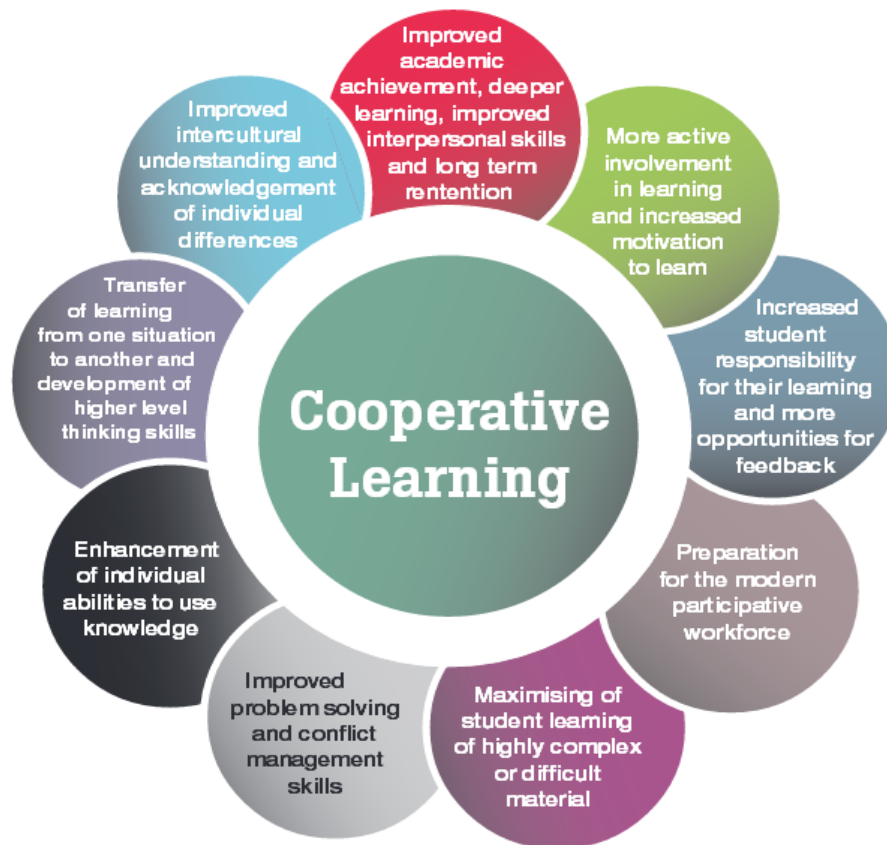 Improved
academic
achievement, deeper
learning, improved
interpersonal skills
and long term
rentention
More active
involvement
in learning
and increased
motivation
to learn
Increased
student
responsibility
for their learning
and more
opportunities for
feedback
Preparation
for the modern
participative
workforce
Maximising of
student learning
of highly complex
or difficult
material
Improved
problem solving
and conflict
management
skills
Enhancement
of individual
abilities to use
knowledge
Transfer
of learning
from one situation
to another and
development of
higher level
thinking skills
Improved
intercultural
understanding and
acknowledgement
of individual
differences
Cooperative
Learning